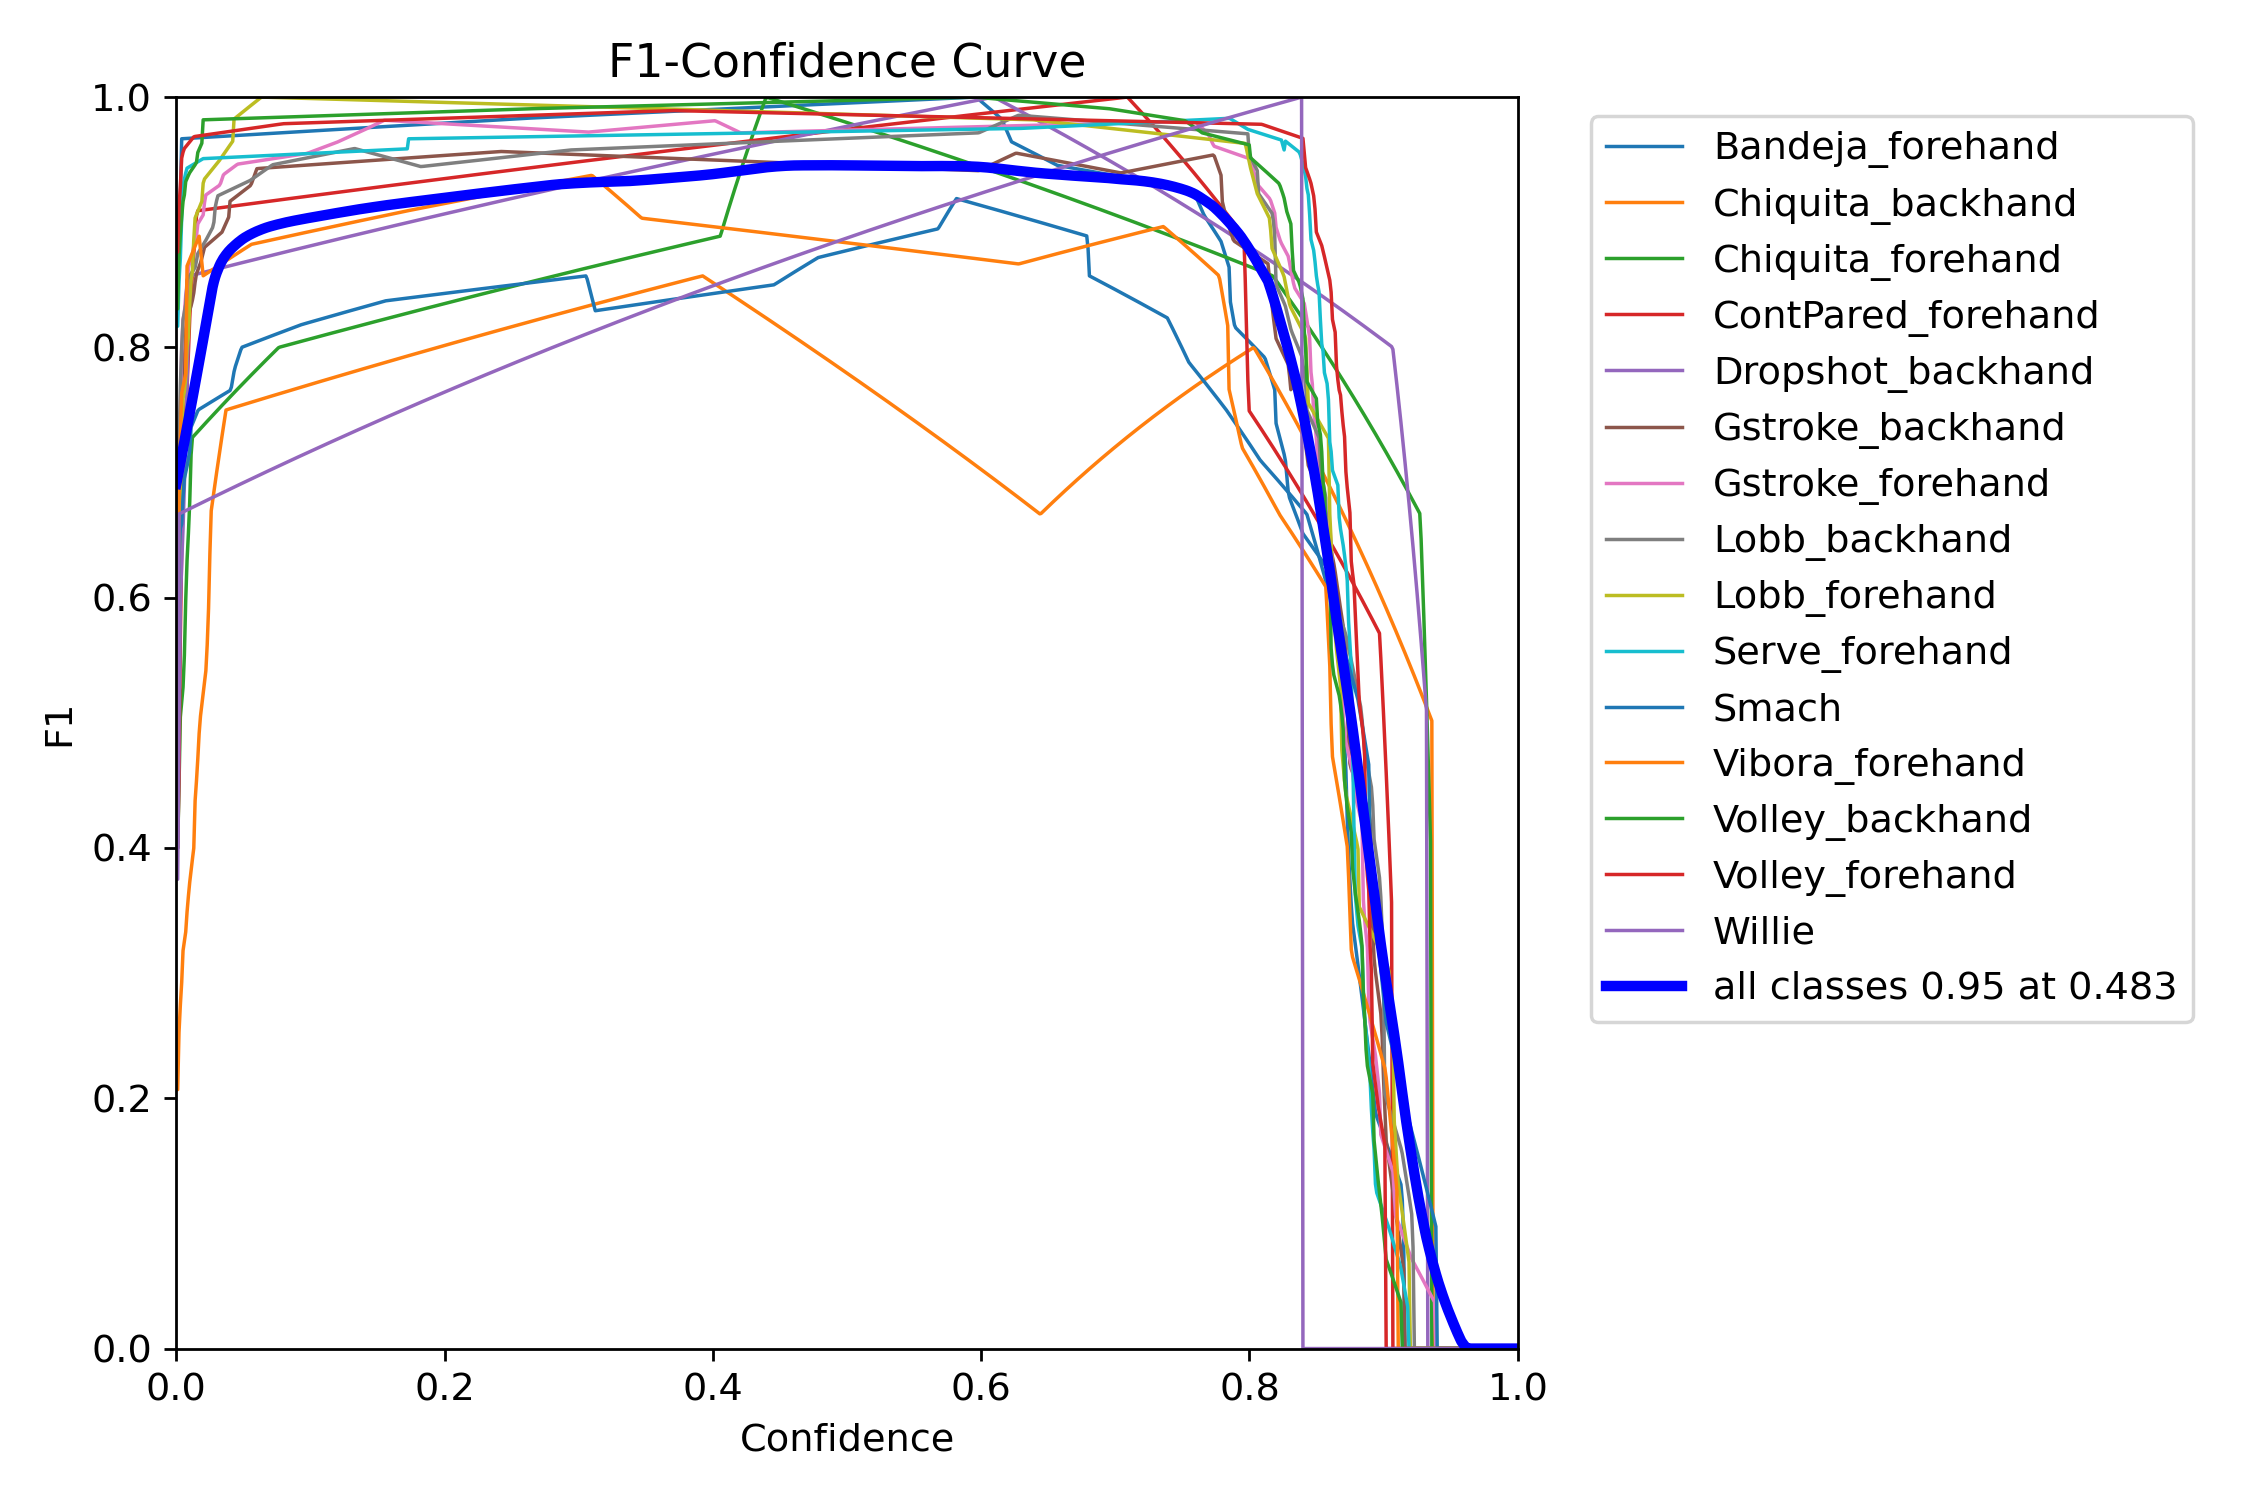 F1-Confidence Curve
1.0
0.8
0.6
0.4
0.2
0.0
F1
0.0 0.2 0.4 0.6 0.8 1.0
Confidence
Bandeja_forehand
Chiquita_backhand
Chiquita_forehand
ContPared_forehand
Dropshot_backhand
Gstroke_backhand
Gstroke_forehand
Lobb_backhand
Lobb_forehand
Serve_forehand
Smach
Vibora_forehand
Volley_backhand
Volley_forehand
Willie
all classes 0.95 at 0.483